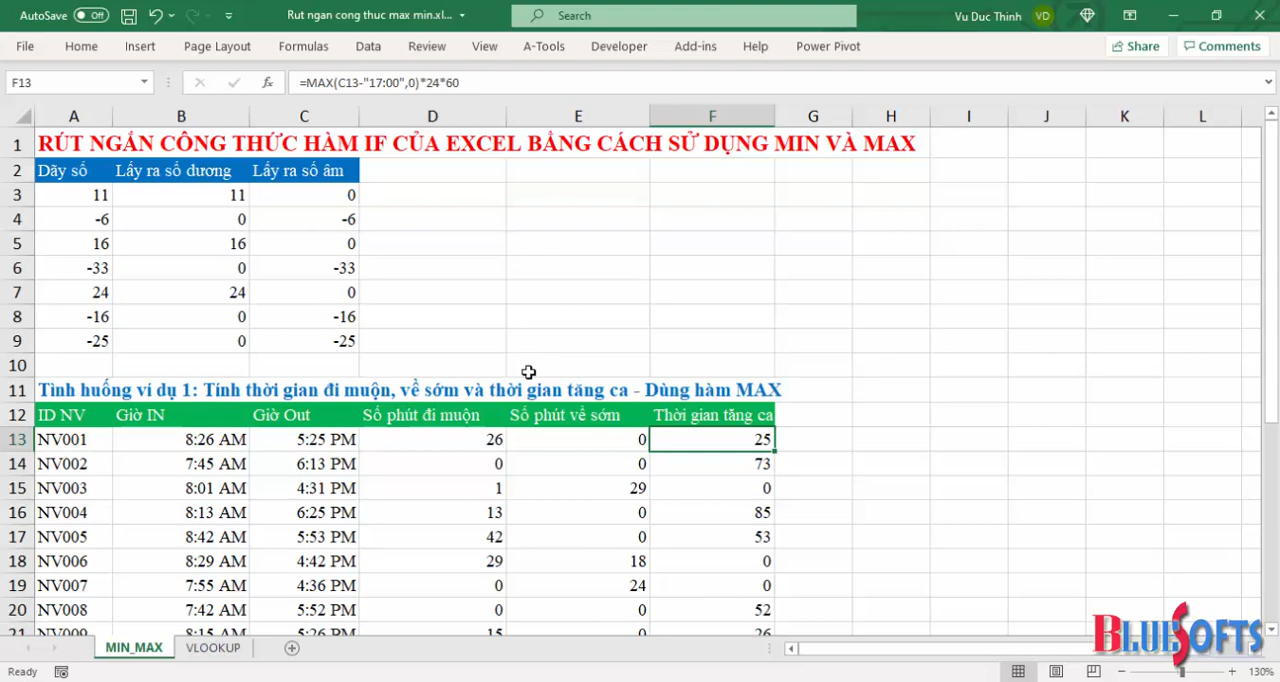 AutoSave Off Rut ngan cong thuc max min.xl... Search Vu Duc Thinh VD
File Home Insert Page Layout Formulas Data Review View A-Tools Developer Add-ins Help Power Pivot Share Comments
F13 fx =MAX(C13-"17:00",0)*24*60
A B C D E F G H I J K L
1 RÚT NGẮN CÔNG THỨC HÀM IF CỦA EXCEL BẰNG CÁCH SỬ DỤNG MIN VÀ MAX
2 Dãy số Lấy ra số dương Lấy ra số âm
3 11 11 0
4 -6 0 -6
5 16 16 0
6 -33 0 -33
7 24 24 0
8 -16 0 -16
9 -25 0 -25
10
11 Tình huống ví dụ 1: Tính thời gian đi muộn, về sớm và thời gian tăng ca - Dùng hàm MAX
12 ID NV Giờ IN Giờ Out Số phút đi muộn Số phút về sớm Thời gian tăng ca
13 NV001 8:26 AM 5:25 PM 26 0 25
14 NV002 7:45 AM 6:13 PM 0 0 73
15 NV003 8:01 AM 4:31 PM 1 29 0
16 NV004 8:13 AM 6:25 PM 13 0 85
17 NV005 8:42 AM 5:53 PM 42 0 53
18 NV006 8:29 AM 4:42 PM 29 18 0
19 NV007 7:55 AM 4:36 PM 0 24 0
20 NV008 7:42 AM 5:52 PM 0 0 52
21 NV009 8:15 AM 5:26 PM 15 0 26
BLUESOFTS
MIN_MAX VLOOKUP
Ready 130%